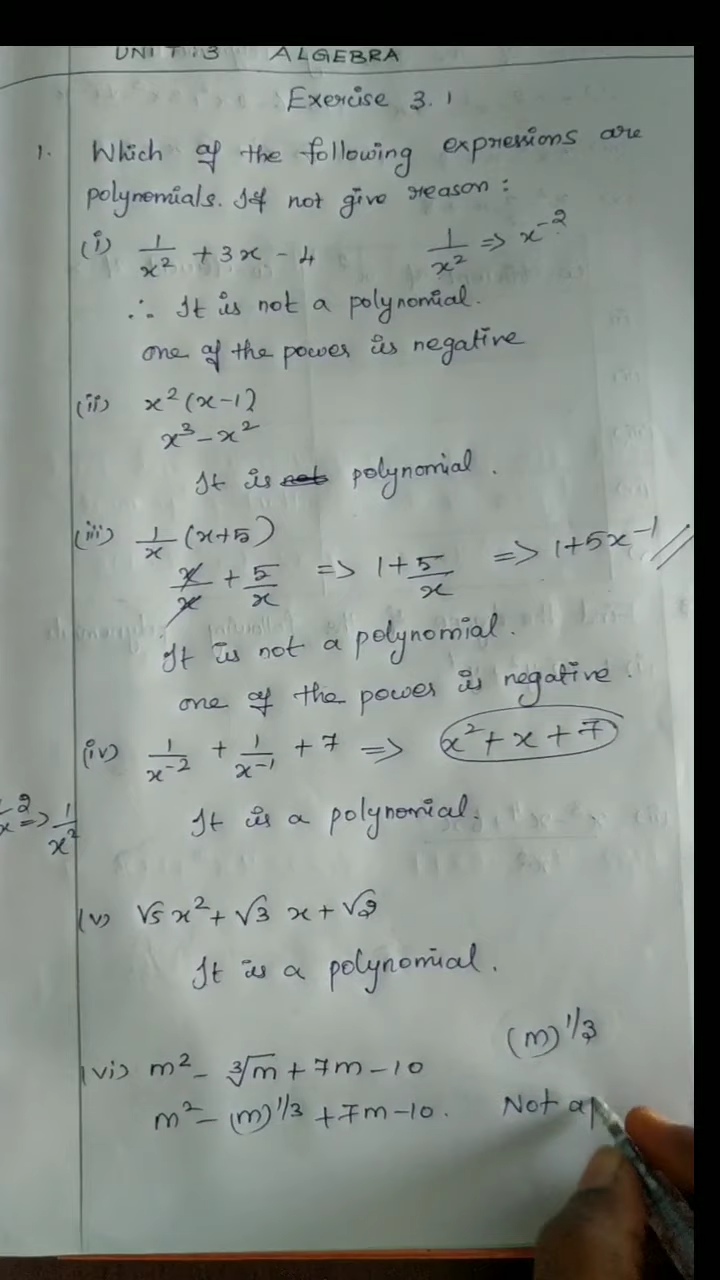 UNIT: 3 ALGEBRA
Exercise 3.1
1. Which of the following expressions are
polynomials. If not give reason:
(i) 1/x² + 3x - 4 1/x² => x⁻²
∴ It is not a polynomial.
one of the power is negative
(ii) x²(x-1)
x³ - x²
It is not polynomial.
(iii) 1/x (x+5)
x/x + 5/x => 1 + 5/x => 1+5x⁻¹ //
It is not a polynomial.
one of the power is negative.
(iv) 1/x⁻² + 1/x⁻¹ + 7 => x² + x + 7
x⁻² => 1/x² It is a polynomial.
(v) √5 x² + √3 x + √2
It is a polynomial.
(m)^1/3
(vi) m² - ∛m + 7m - 10
m² - (m)^1/3 + 7m - 10. Not a p